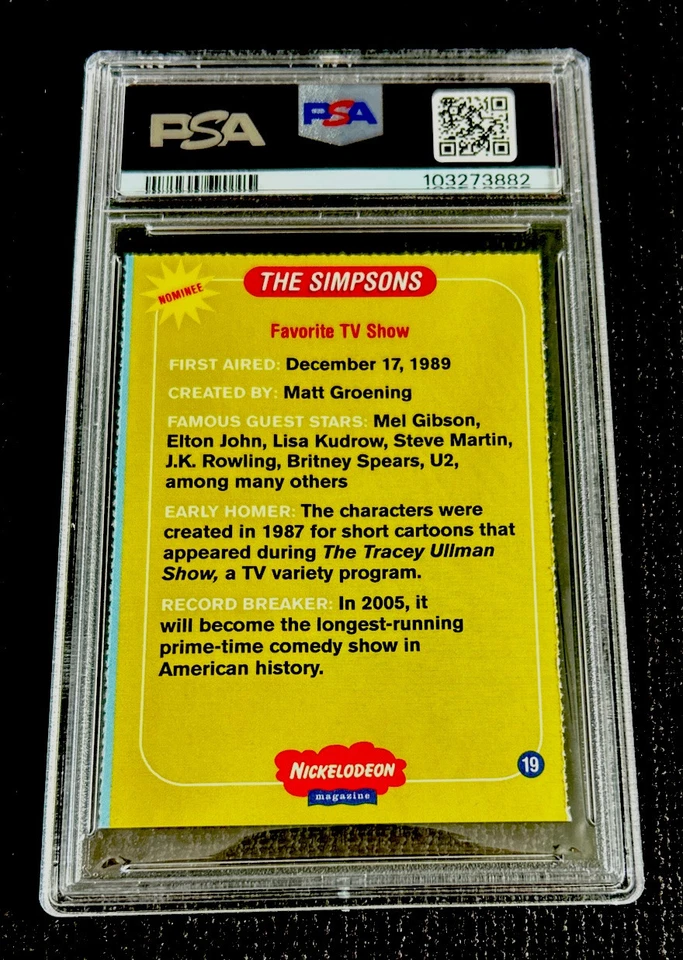 PSA
PSA
103273882
NOMINEE
THE SIMPSONS
Favorite TV Show
FIRST AIRED: December 17, 1989
CREATED BY: Matt Groening
FAMOUS GUEST STARS: Mel Gibson,
Elton John, Lisa Kudrow, Steve Martin,
J.K. Rowling, Britney Spears, U2,
among many others
EARLY HOMER: The characters were
created in 1987 for short cartoons that
appeared during The Tracey Ullman
Show, a TV variety program.
RECORD BREAKER: In 2005, it
will become the longest-running
prime-time comedy show in
American history.
NICKELODEON
magazine
19